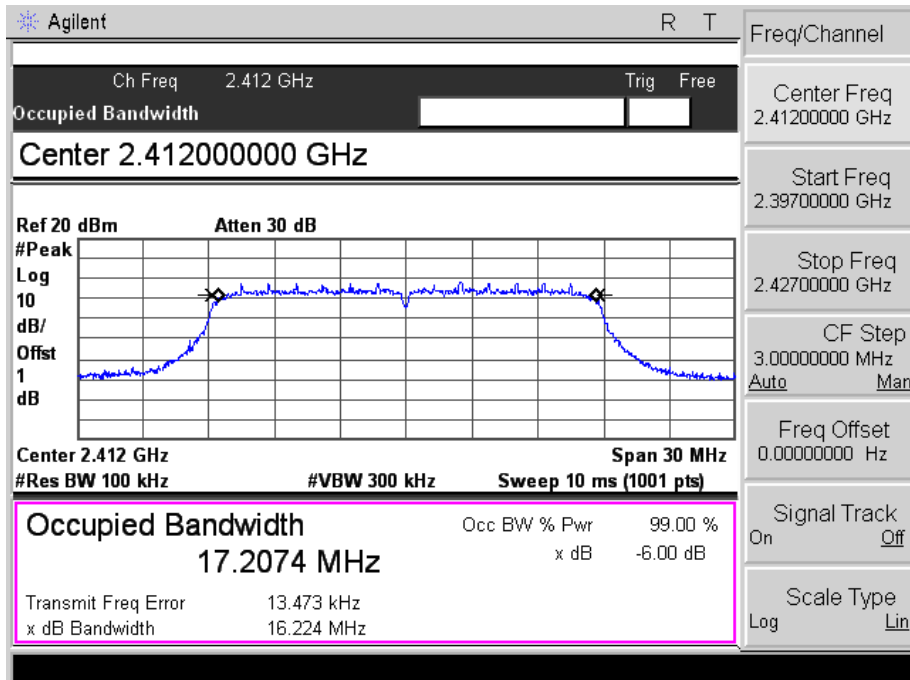 Agilent R T
Freq/Channel
Ch Freq 2.412 GHz Trig Free
Occupied Bandwidth
Center 2.412000000 GHz
Ref 20 dBm Atten 30 dB
#Peak
Log
10
dB/
Offst
1
dB
Center 2.412 GHz Span 30 MHz
#Res BW 100 kHz #VBW 300 kHz Sweep 10 ms (1001 pts)
Occupied Bandwidth
17.2074 MHz
Occ BW % Pwr 99.00 %
x dB -6.00 dB
Transmit Freq Error 13.473 kHz
x dB Bandwidth 16.224 MHz
Center Freq
2.41200000 GHz
Start Freq
2.39700000 GHz
Stop Freq
2.42700000 GHz
CF Step
3.00000000 MHz
Auto Man
Freq Offset
0.00000000 Hz
Signal Track
On Off
Scale Type
Log Lin